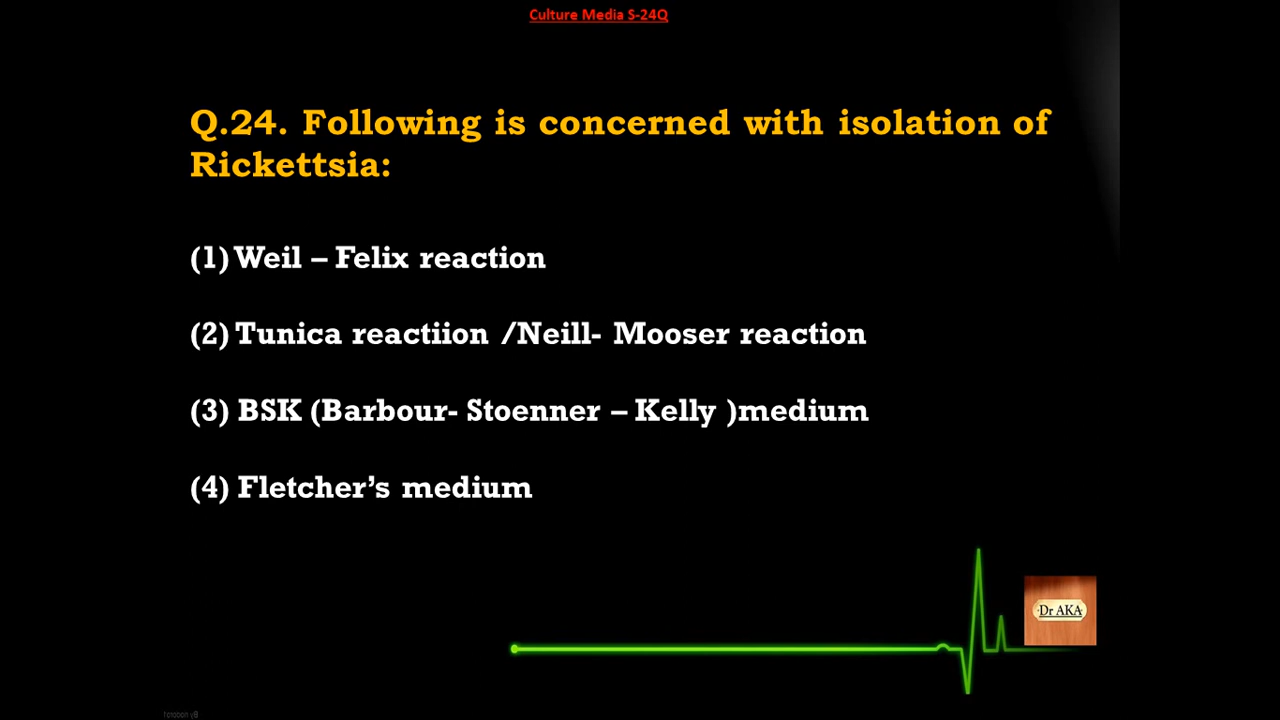 Culture Media S-24Q
Q.24. Following is concerned with isolation of
Rickettsia:
(1) Weil – Felix reaction
(2) Tunica reactiion /Neill- Mooser reaction
(3) BSK (Barbour- Stoenner – Kelly )medium
(4) Fletcher’s medium
Dr AKA